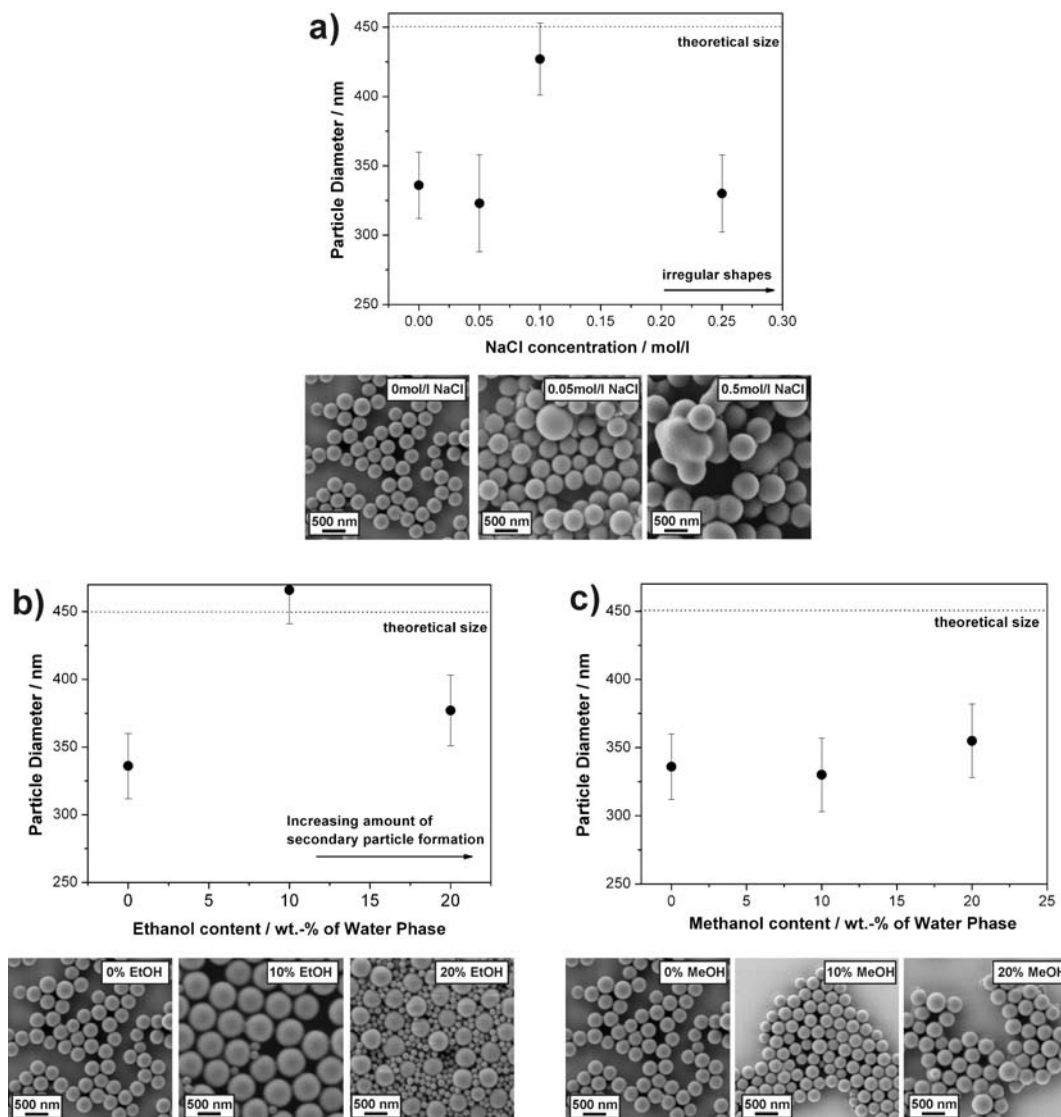 a)
450
400
350
300
250
Particle Diameter / nm
theoretical size
irregular shapes
0.00 0.05 0.10 0.15 0.20 0.25 0.30
NaCl concentration / mol/l
0mol/l NaCl 0.05mol/l NaCl 0.5mol/l NaCl
500 nm 500 nm 500 nm
b)
450
400
350
300
250
Particle Diameter / nm
theoretical size
Increasing amount of
secondary particle formation
0 5 10 15 20
Ethanol content / wt.-% of Water Phase
0% EtOH 10% EtOH 20% EtOH
500 nm 500 nm 500 nm
c)
450
400
350
300
250
Particle Diameter / nm
theoretical size
0 5 10 15 20 25
Methanol content / wt.-% of Water Phase
0% MeOH 10% MeOH 20% MeOH
500 nm 500 nm 500 nm